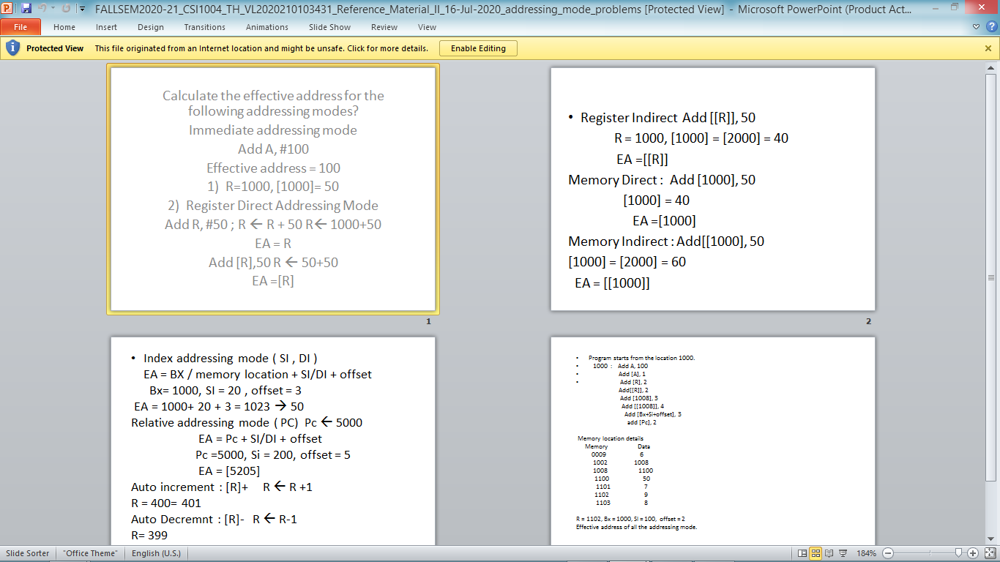 FALLSEM2020-21_CSI1004_TH_VL2020210103431_Reference_Material_II_16-Jul-2020_addressing_mode_problems [Protected View] - Microsoft PowerPoint (Product Act...
File Home Insert Design Transitions Animations Slide Show Review View
Protected View This file originated from an Internet location and might be unsafe. Click for more details. Enable Editing
Calculate the effective address for the
following addressing modes?
Immediate addressing mode
Add A, #100
Effective address = 100
1) R=1000, [1000]= 50
2) Register Direct Addressing Mode
Add R, #50 ; R ← R + 50 R← 1000+50
EA = R
Add [R],50 R ← 50+50
EA =[R]
1
• Register Indirect Add [[R]], 50
R = 1000, [1000] = [2000] = 40
EA =[[R]]
Memory Direct : Add [1000], 50
[1000] = 40
EA =[1000]
Memory Indirect : Add[[1000], 50
[1000] = [2000] = 60
EA = [[1000]]
2
• Index addressing mode ( SI , DI )
EA = BX / memory location + SI/DI + offset
Bx= 1000, SI = 20 , offset = 3
EA = 1000+ 20 + 3 = 1023 → 50
Relative addressing mode ( PC) Pc ← 5000
EA = Pc + SI/DI + offset
Pc =5000, Si = 200, offset = 5
EA = [5205]
Auto increment : [R]+ R ← R +1
R = 400= 401
Auto Decremnt : [R]- R ← R-1
R= 399
• Program starts from the location 1000.
• 1000 : Add A, 100
• Add [A], 1
• Add [R], 2
Add[[R]], 2
Add [1008], 3
Add [[1008]], 4
Add [Bx+Si+offset], 3
add [Pc], 2
Memory location details
Memory Data
0009 6
1002 1008
1008 1100
1100 50
1101 7
1102 9
1103 8
R = 1102, Bx = 1000, SI = 100, offset = 2
Effective address of all the addressing mode.
Slide Sorter "Office Theme" English (U.S.) 184%